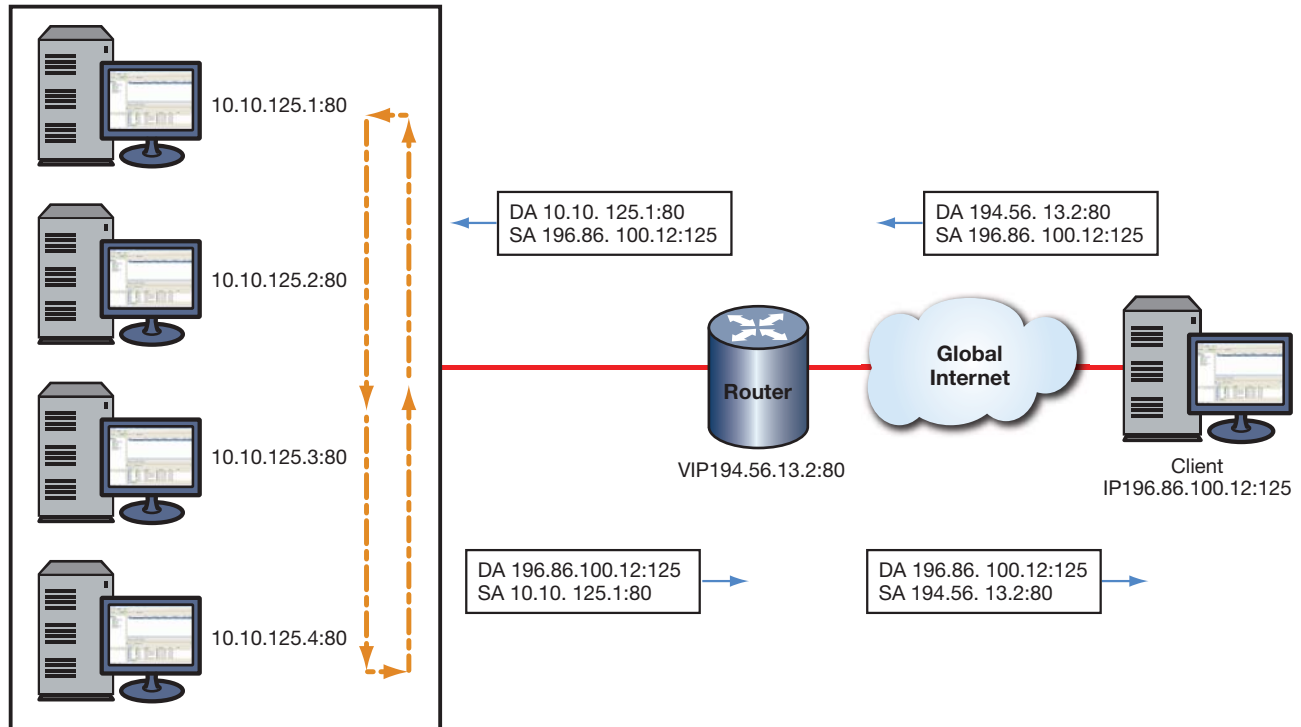 10.10.125.1:80
10.10.125.2:80
10.10.125.3:80
10.10.125.4:80
DA 10.10. 125.1:80
SA 196.86. 100.12:125
DA 194.56. 13.2:80
SA 196.86. 100.12:125
Router
VIP194.56.13.2:80
Global
Internet
Client
IP196.86.100.12:125
DA 196.86.100.12:125
SA 10.10. 125.1:80
DA 196.86. 100.12:125
SA 194.56. 13.2:80